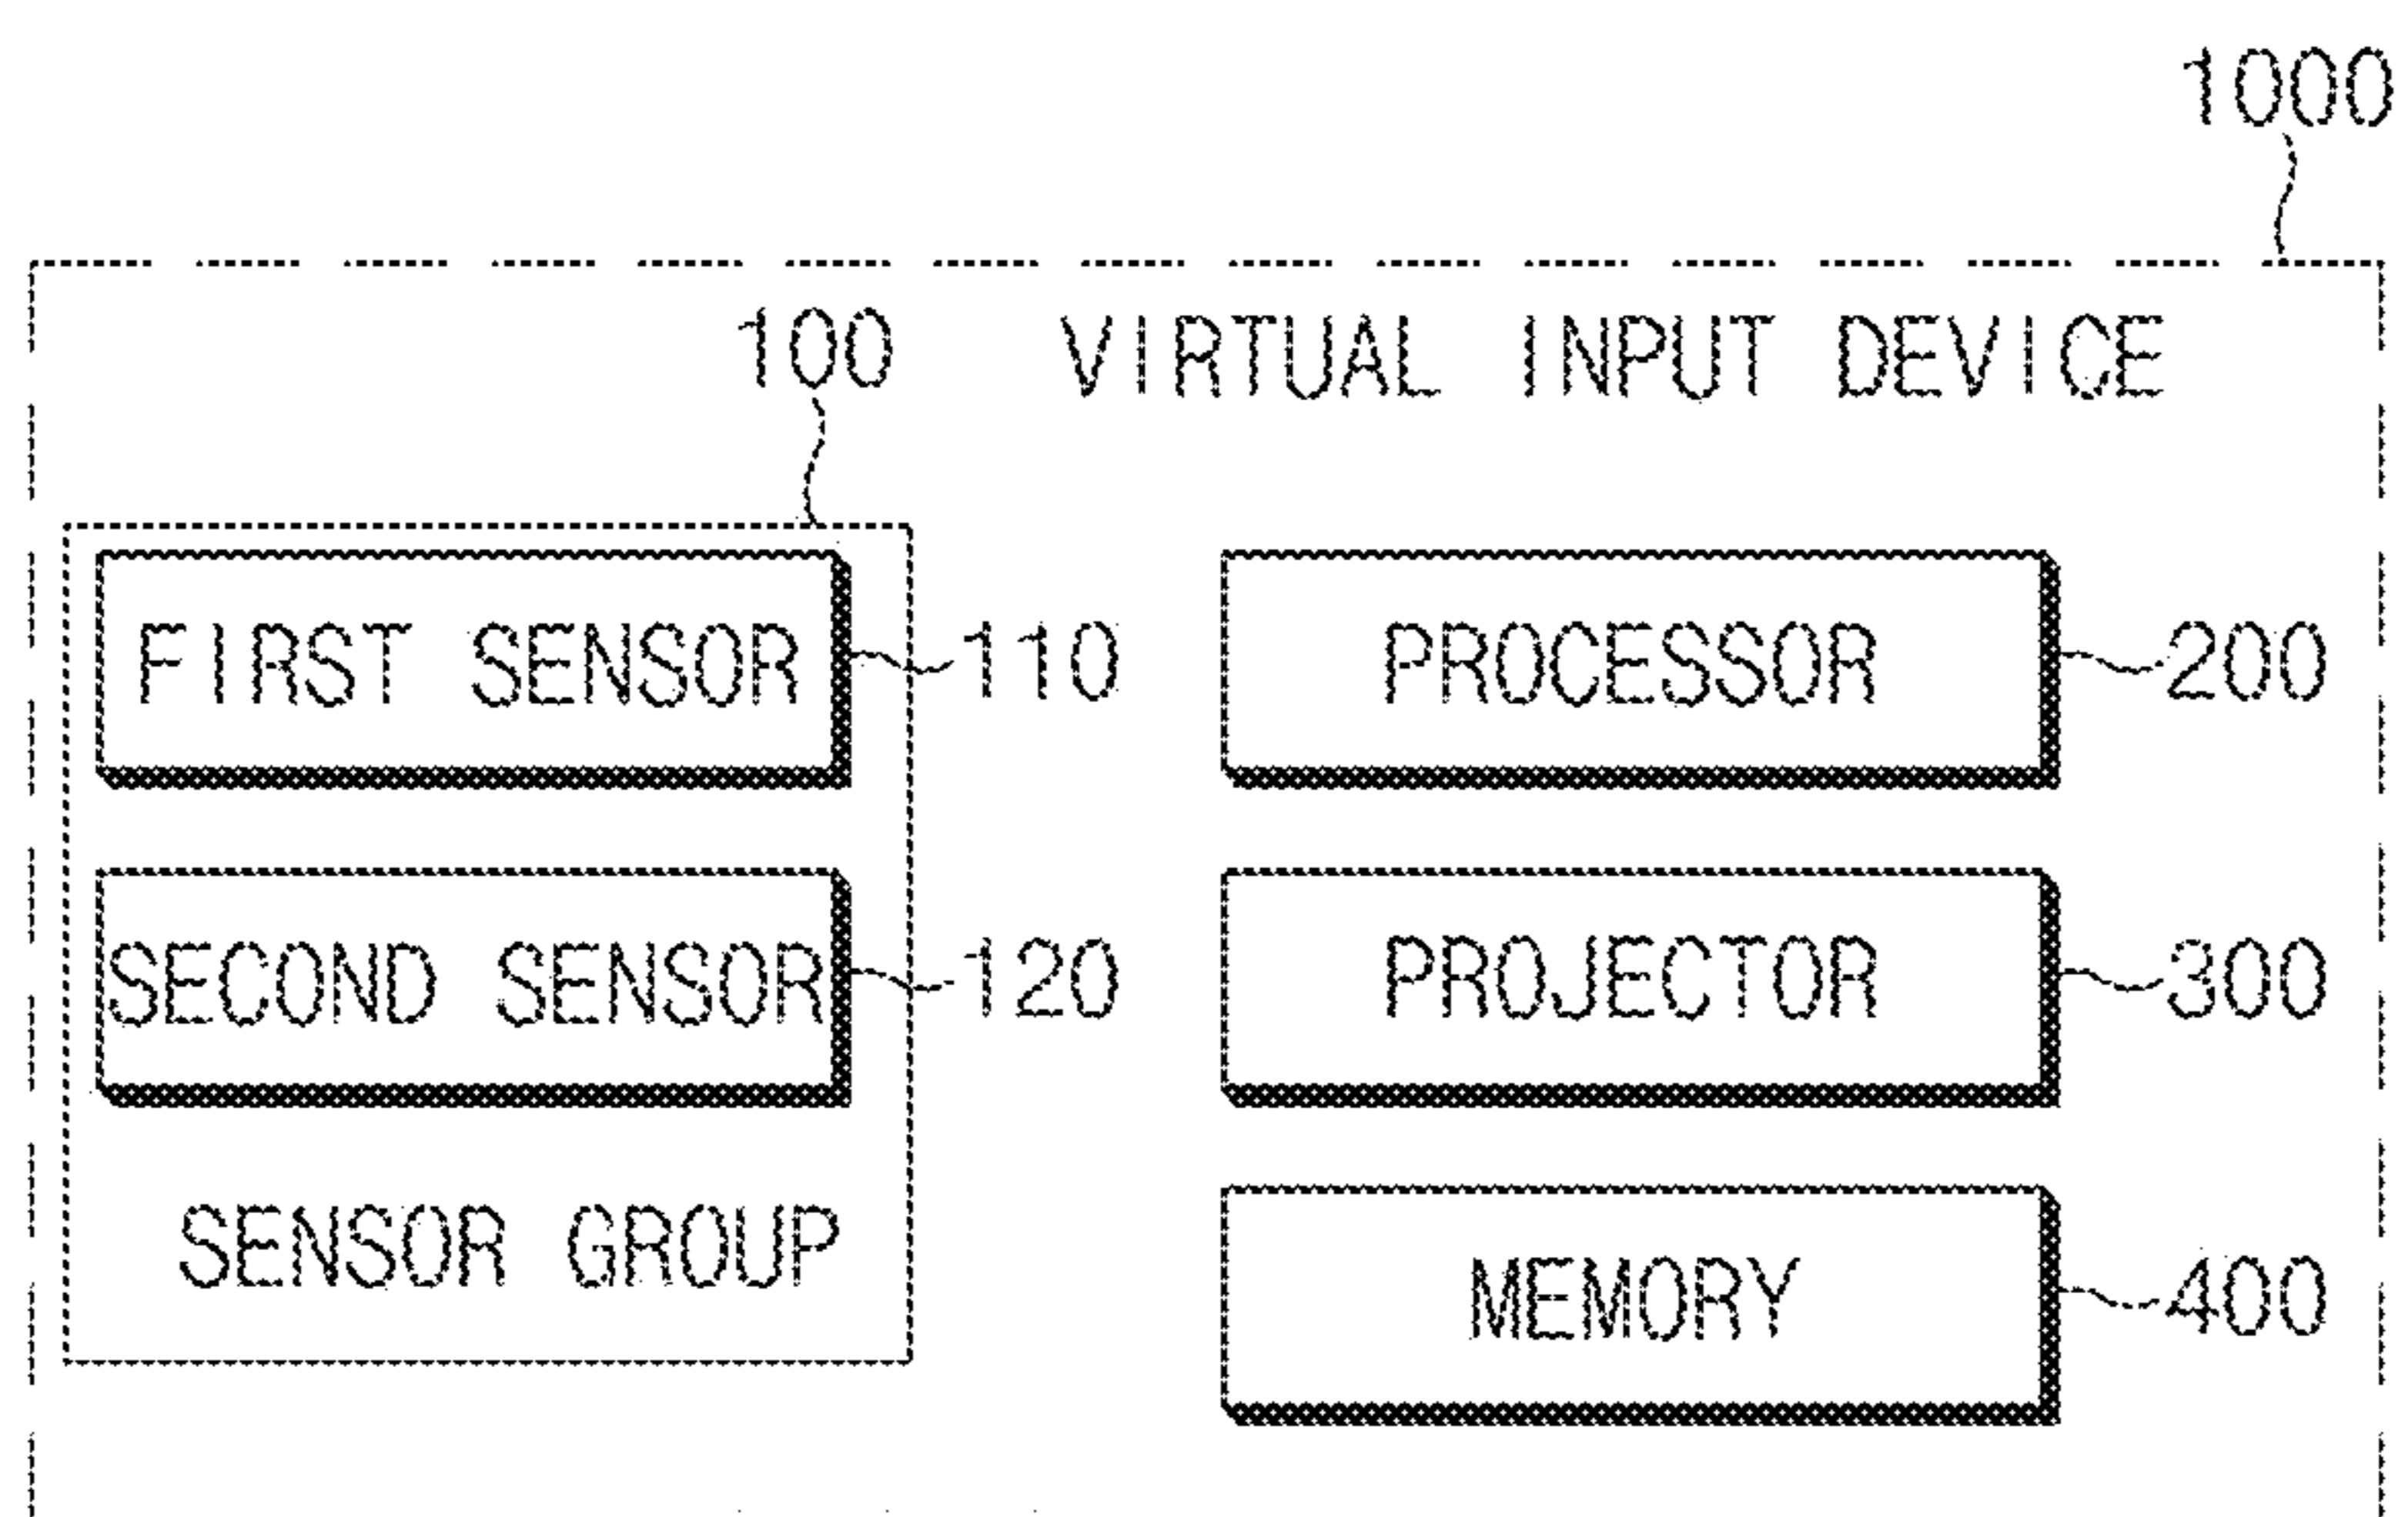 1000
100 VIRTUAL INPUT DEVICE
FIRST SENSOR 110 PROCESSOR 200
SECOND SENSOR 120 PROJECTOR 300
SENSOR GROUP
MEMORY 400